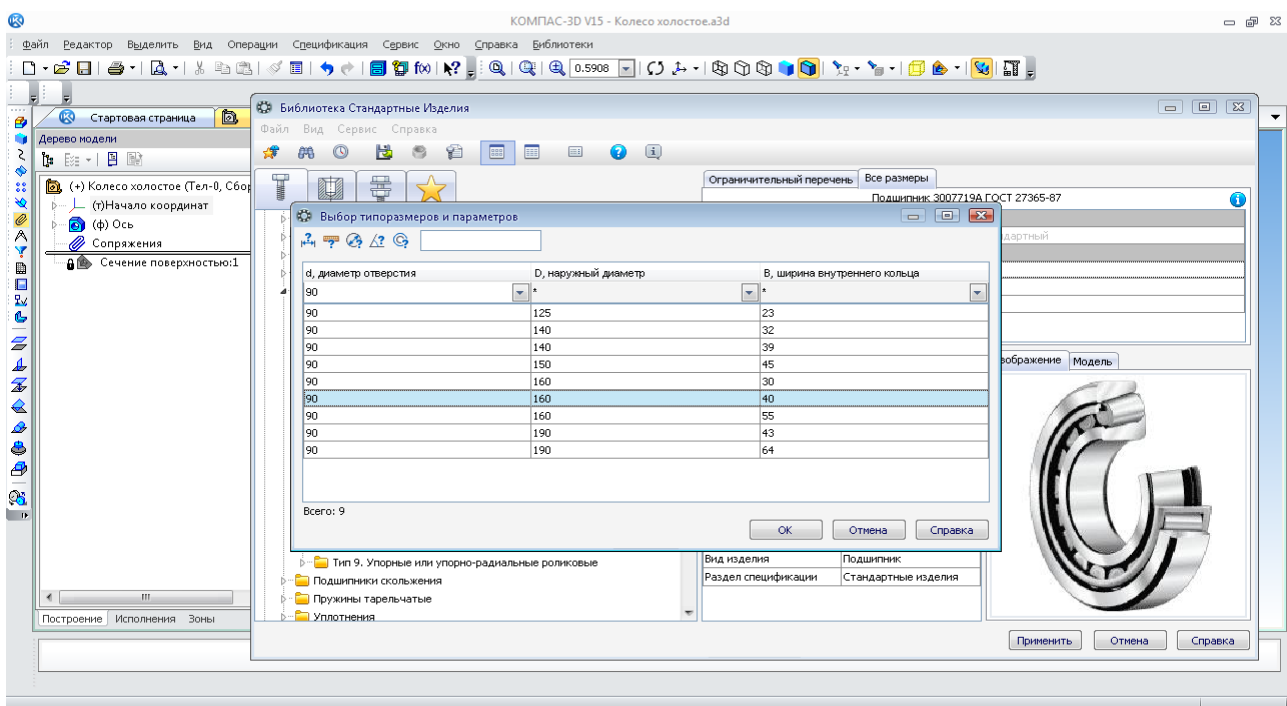 КОМПАС-3D V15 - Колесо холостое.a3d
Файл Редактор Выделить Вид Операции Спецификация Сервис Окно Справка Библиотеки
0.5908
Стартовая страница
Дерево модели
(+) Колесо холостое (Тел-0, Сбор
(т)Начало координат
(ф) Ось
Сопряжения
Сечение поверхностью:1
Построение Исполнения Зоны
Библиотека Стандартные Изделия
Файл Вид Сервис Справка
Ограничительный перечень Все размеры
Подшипник 3007719А ГОСТ 27365-87
дартный
Выбор типоразмеров и параметров
d, диаметр отверстия D, наружный диаметр B, ширина внутреннего кольца
90 * *
90 125 23
90 140 32
90 140 39
90 150 45
90 160 30
90 160 40
90 160 55
90 190 43
90 190 64
Всего: 9
OK Отмена Справка
зображение Модель
Тип 9. Упорные или упорно-радиальные роликовые
Подшипники скольжения
Пружины тарельчатые
Уплотнения
Вид изделия Подшипник
Раздел спецификации Стандартные изделия
Применить Отмена Справка